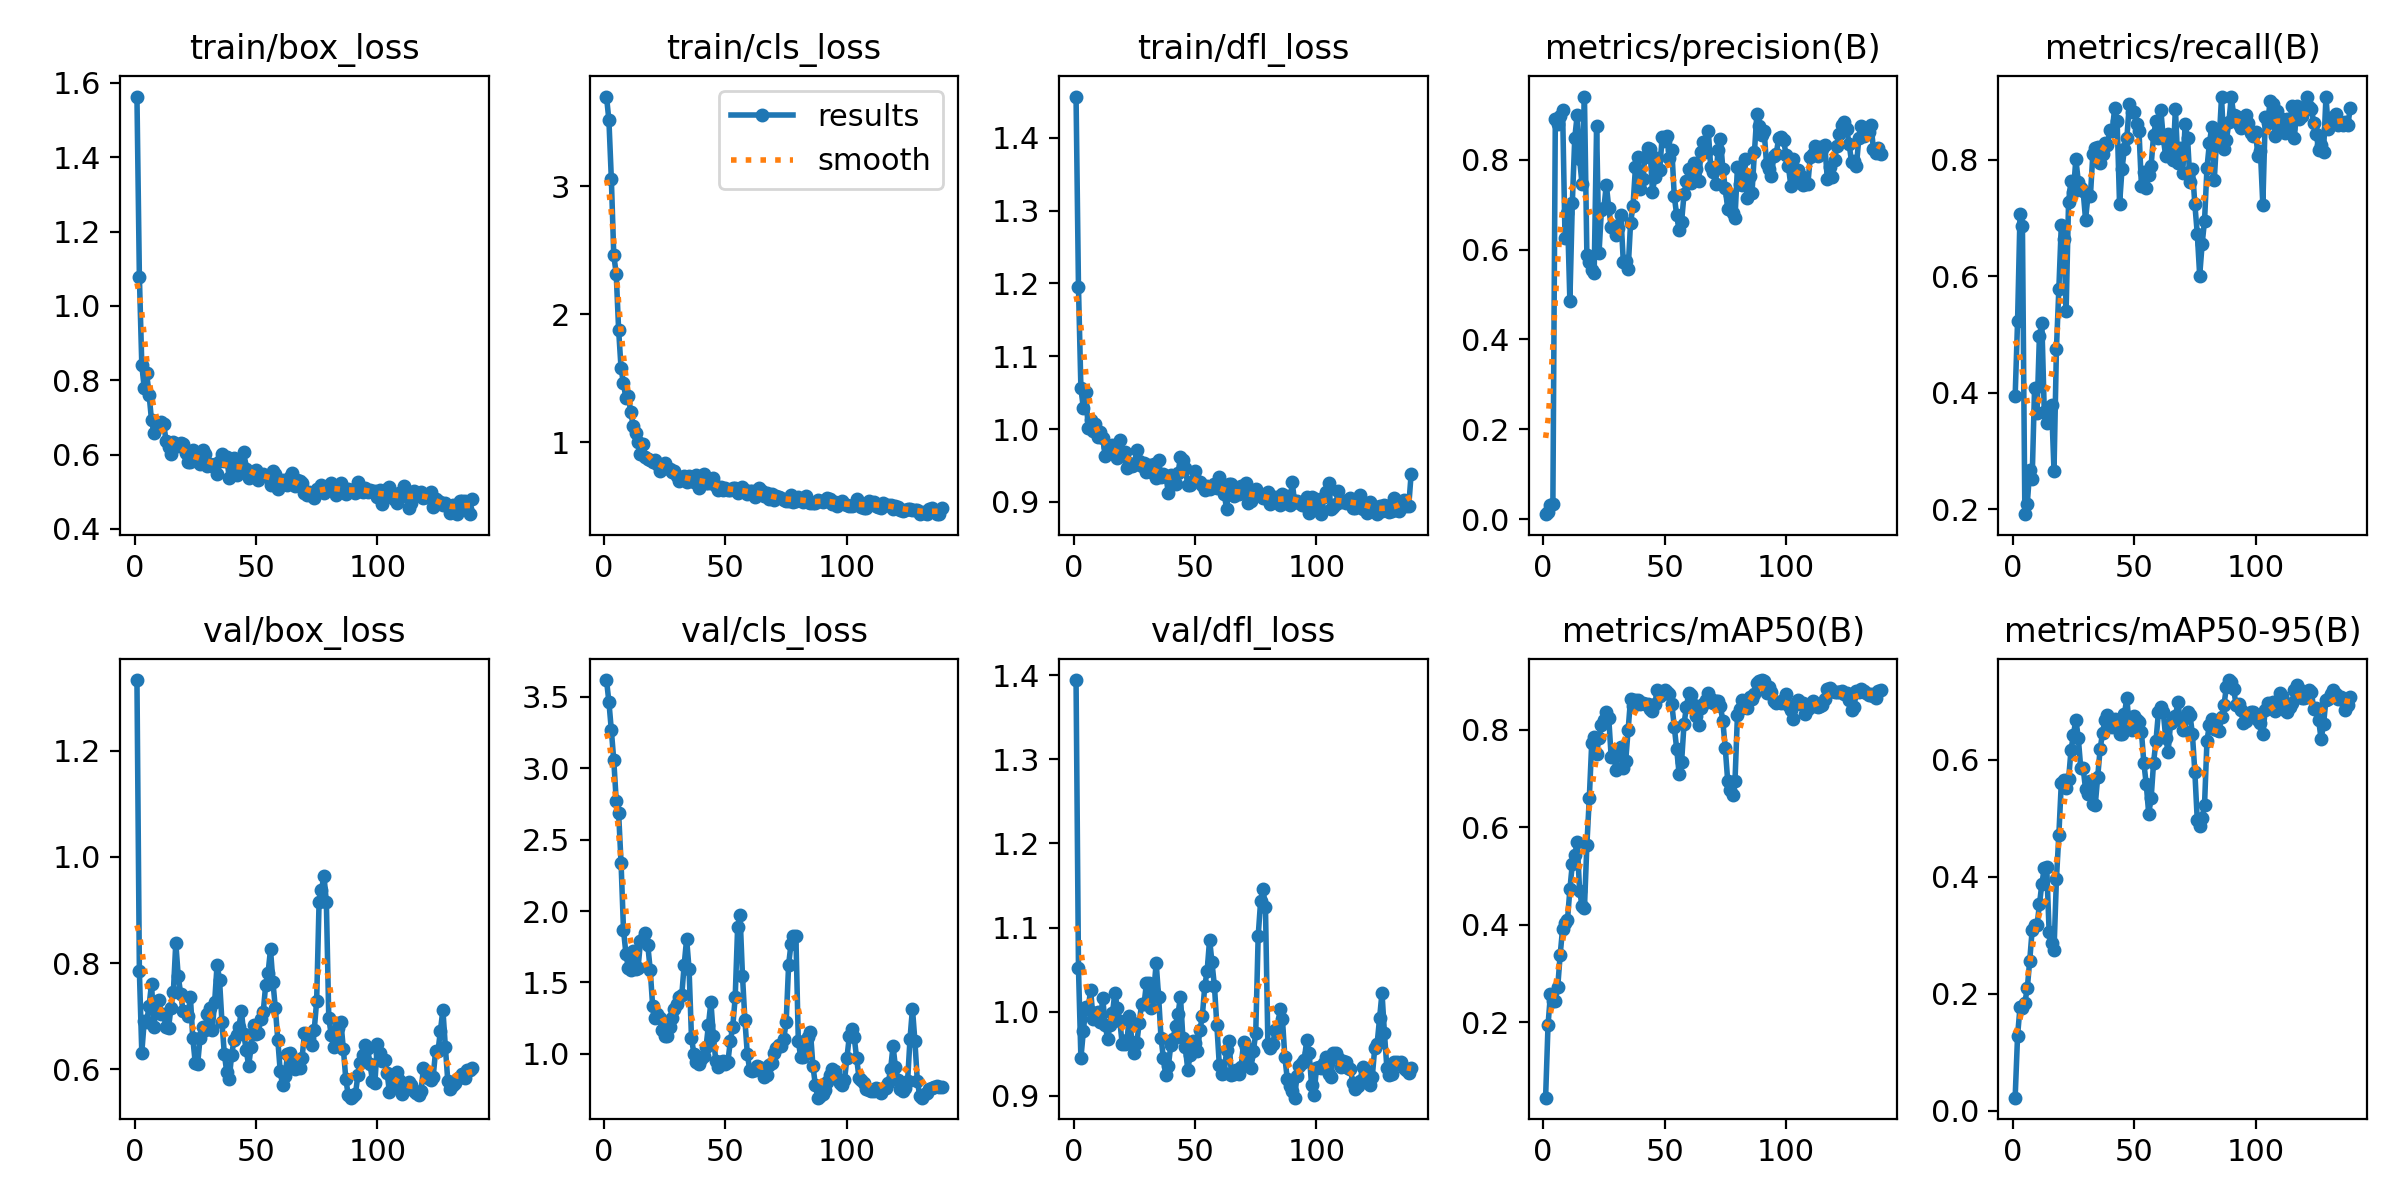 train/box_loss
1.6
1.4
1.2
1.0
0.8
0.6
0.4
0 50 100
train/cls_loss
results
smooth
3
2
1
0 50 100
train/dfl_loss
1.4
1.3
1.2
1.1
1.0
0.9
0 50 100
metrics/precision(B)
0.8
0.6
0.4
0.2
0.0
0 50 100
metrics/recall(B)
0.8
0.6
0.4
0.2
0 50 100
val/box_loss
1.2
1.0
0.8
0.6
0 50 100
val/cls_loss
3.5
3.0
2.5
2.0
1.5
1.0
0 50 100
val/dfl_loss
1.4
1.3
1.2
1.1
1.0
0.9
0 50 100
metrics/mAP50(B)
0.8
0.6
0.4
0.2
0 50 100
metrics/mAP50-95(B)
0.6
0.4
0.2
0.0
0 50 100